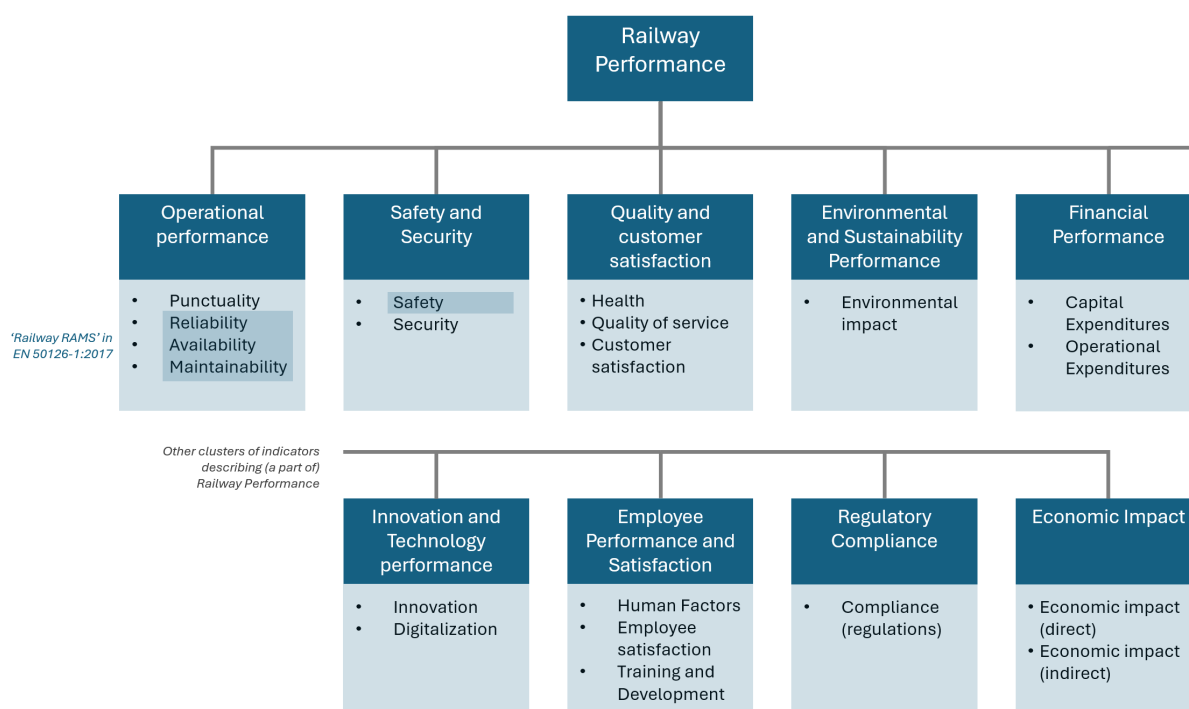 Railway
Performance
Operational
performance
• Punctuality
• Reliability
• Availability
• Maintainability
‘Railway RAMS’ in
EN 50126-1:2017
Safety and
Security
• Safety
• Security
Quality and
customer
satisfaction
• Health
• Quality of service
• Customer
satisfaction
Environmental
and Sustainability
Performance
• Environmental
impact
Financial
Performance
• Capital
Expenditures
• Operational
Expenditures
Other clusters of indicators
describing (a part of)
Railway Performance
Innovation and
Technology
performance
• Innovation
• Digitalization
Employee
Performance and
Satisfaction
• Human Factors
• Employee
satisfaction
• Training and
Development
Regulatory
Compliance
• Compliance
(regulations)
Economic Impact
• Economic impact
(direct)
• Economic impact
(indirect)